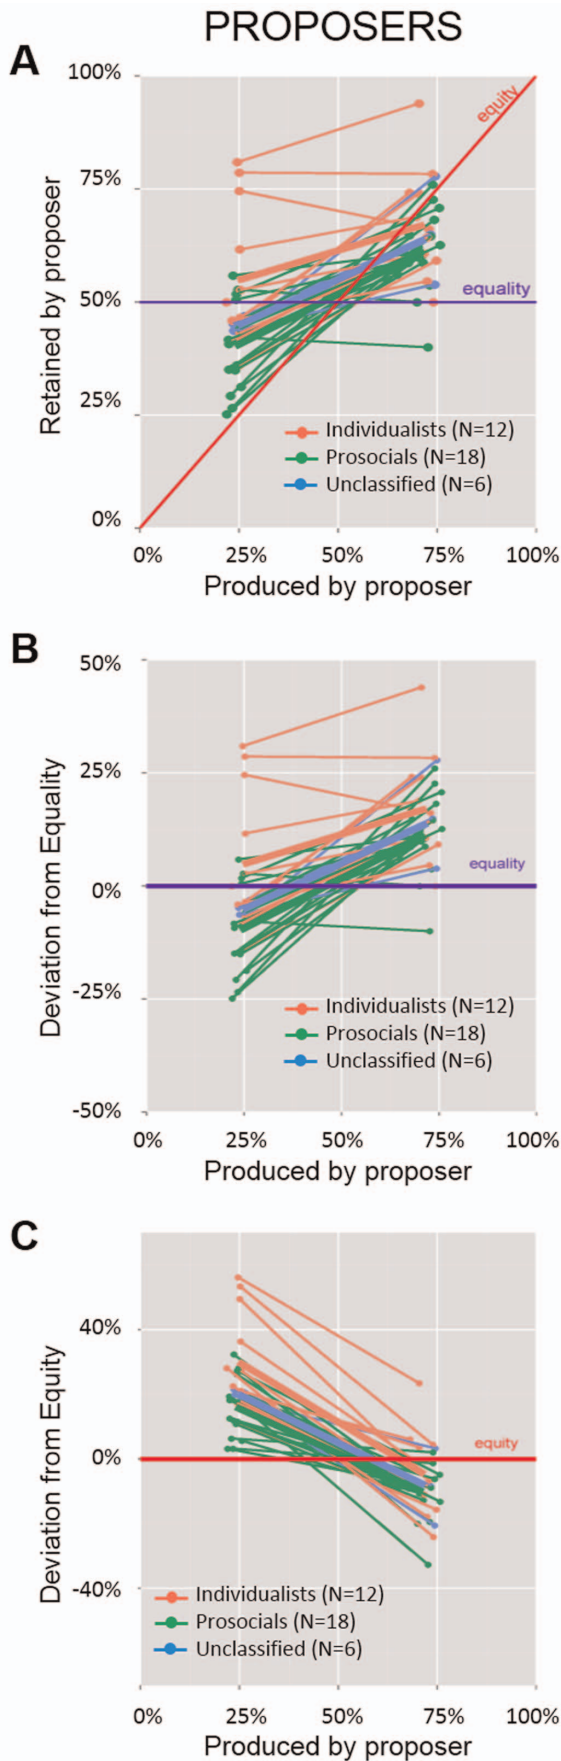 PROPOSERS
A
Retained by proposer
100%
75%
50%
25%
0%
equity
equality
Individualists (N=12)
Prosocials (N=18)
Unclassified (N=6)
0% 25% 50% 75% 100%
Produced by proposer
B
Deviation from Equality
50%
25%
0%
-25%
-50%
equality
Individualists (N=12)
Prosocials (N=18)
Unclassified (N=6)
0% 25% 50% 75% 100%
Produced by proposer
C
Deviation from Equity
40%
0%
-40%
equity
Individualists (N=12)
Prosocials (N=18)
Unclassified (N=6)
0% 25% 50% 75% 100%
Produced by proposer